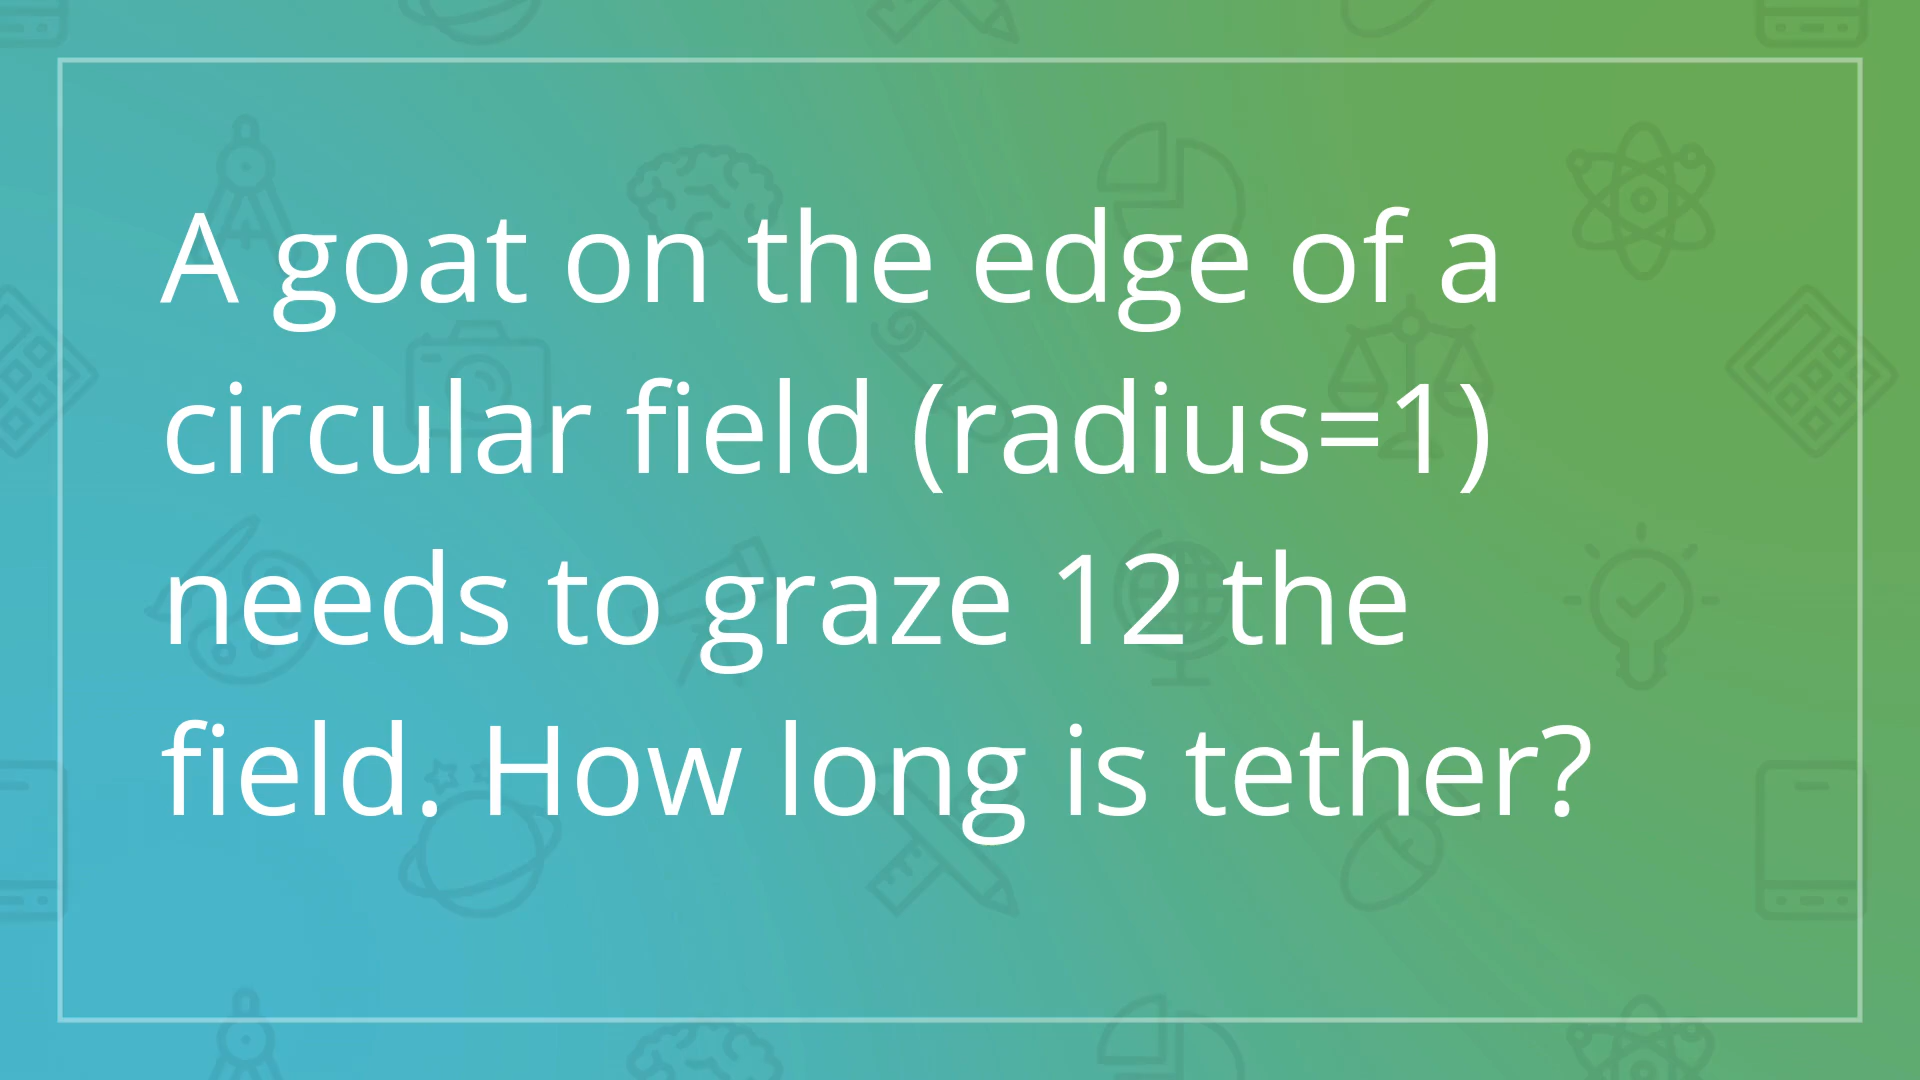 A goat on the edge of a
circular field (radius=1)
needs to graze 12 the
field. How long is tether?